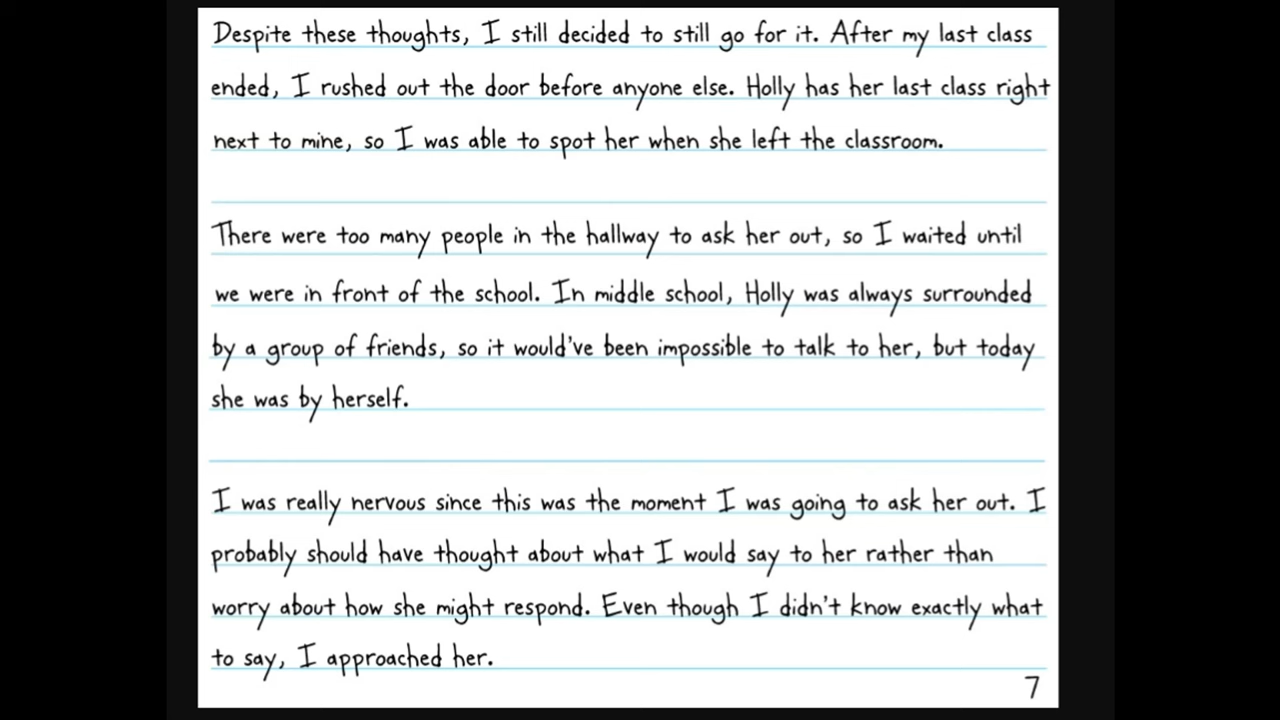 Despite these thoughts, I still decided to still go for it. After my last class
ended, I rushed out the door before anyone else. Holly has her last class right
next to mine, so I was able to spot her when she left the classroom.
There were too many people in the hallway to ask her out, so I waited until
we were in front of the school. In middle school, Holly was always surrounded
by a group of friends, so it would've been impossible to talk to her, but today
she was by herself.
I was really nervous since this was the moment I was going to ask her out. I
probably should have thought about what I would say to her rather than
worry about how she might respond. Even though I didn't know exactly what
to say, I approached her.
7